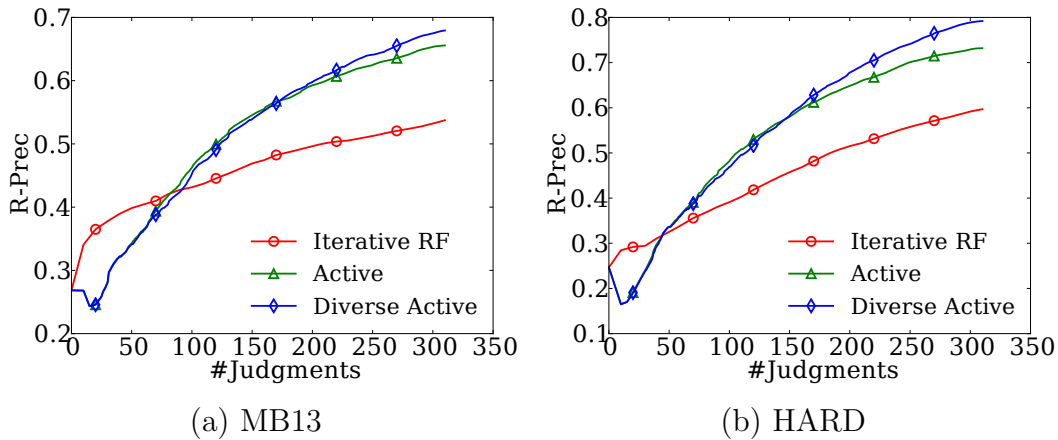 0.7
0.6
0.5
0.4
0.3
0.2
R-Prec
0 50 100 150 200 250 300 350
#Judgments
Iterative RF
Active
Diverse Active
(a) MB13
0.8
0.7
0.6
0.5
0.4
0.3
0.2
0.1
R-Prec
0 50 100 150 200 250 300 350
#Judgments
Iterative RF
Active
Diverse Active
(b) HARD